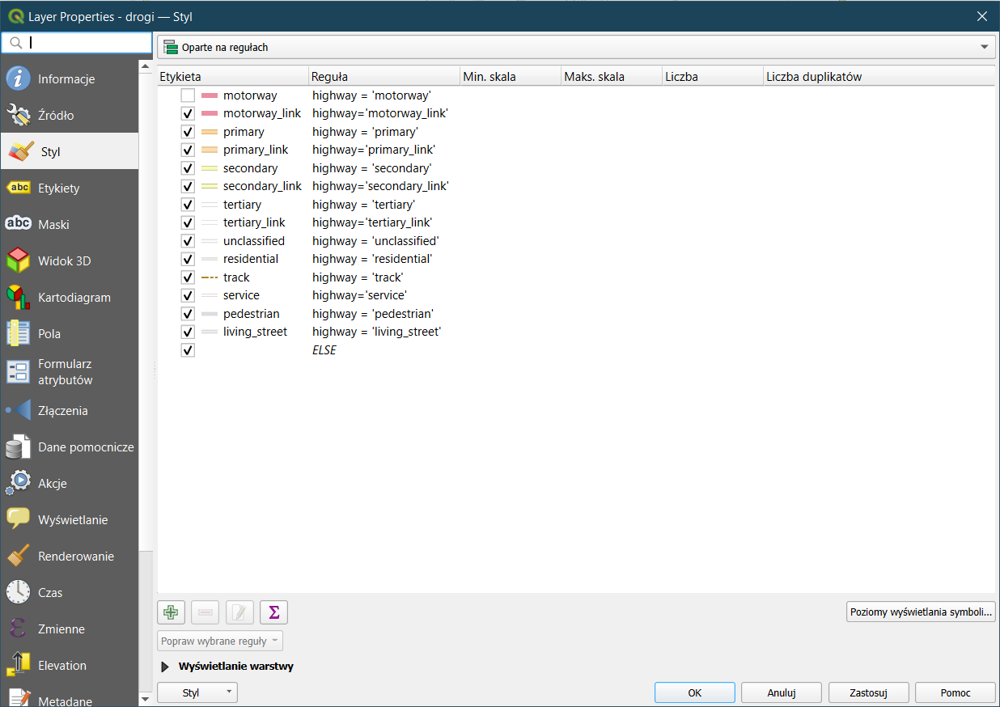 Layer Properties - drogi — Styl
Oparte na regułach
Informacje
Źródło
Styl
abc Etykiety
abc Maski
Widok 3D
Kartodiagram
Pola
Formularz
atrybutów
Złączenia
Dane pomocnicze
Akcje
Wyświetlanie
Renderowanie
Czas
Zmienne
Elevation
Metadane
Etykieta Reguła Min. skala Maks. skala Liczba Liczba duplikatów
motorway highway = 'motorway'
motorway_link highway='motorway_link'
primary highway = 'primary'
primary_link highway='primary_link'
secondary highway = 'secondary'
secondary_link highway='secondary_link'
tertiary highway = 'tertiary'
tertiary_link highway='tertiary_link'
unclassified highway = 'unclassified'
residential highway = 'residential'
track highway = 'track'
service highway='service'
pedestrian highway = 'pedestrian'
living_street highway = 'living_street'
ELSE
Σ Poziomy wyświetlania symboli...
Popraw wybrane reguły
Wyświetlanie warstwy
Styl OK Anuluj Zastosuj Pomoc